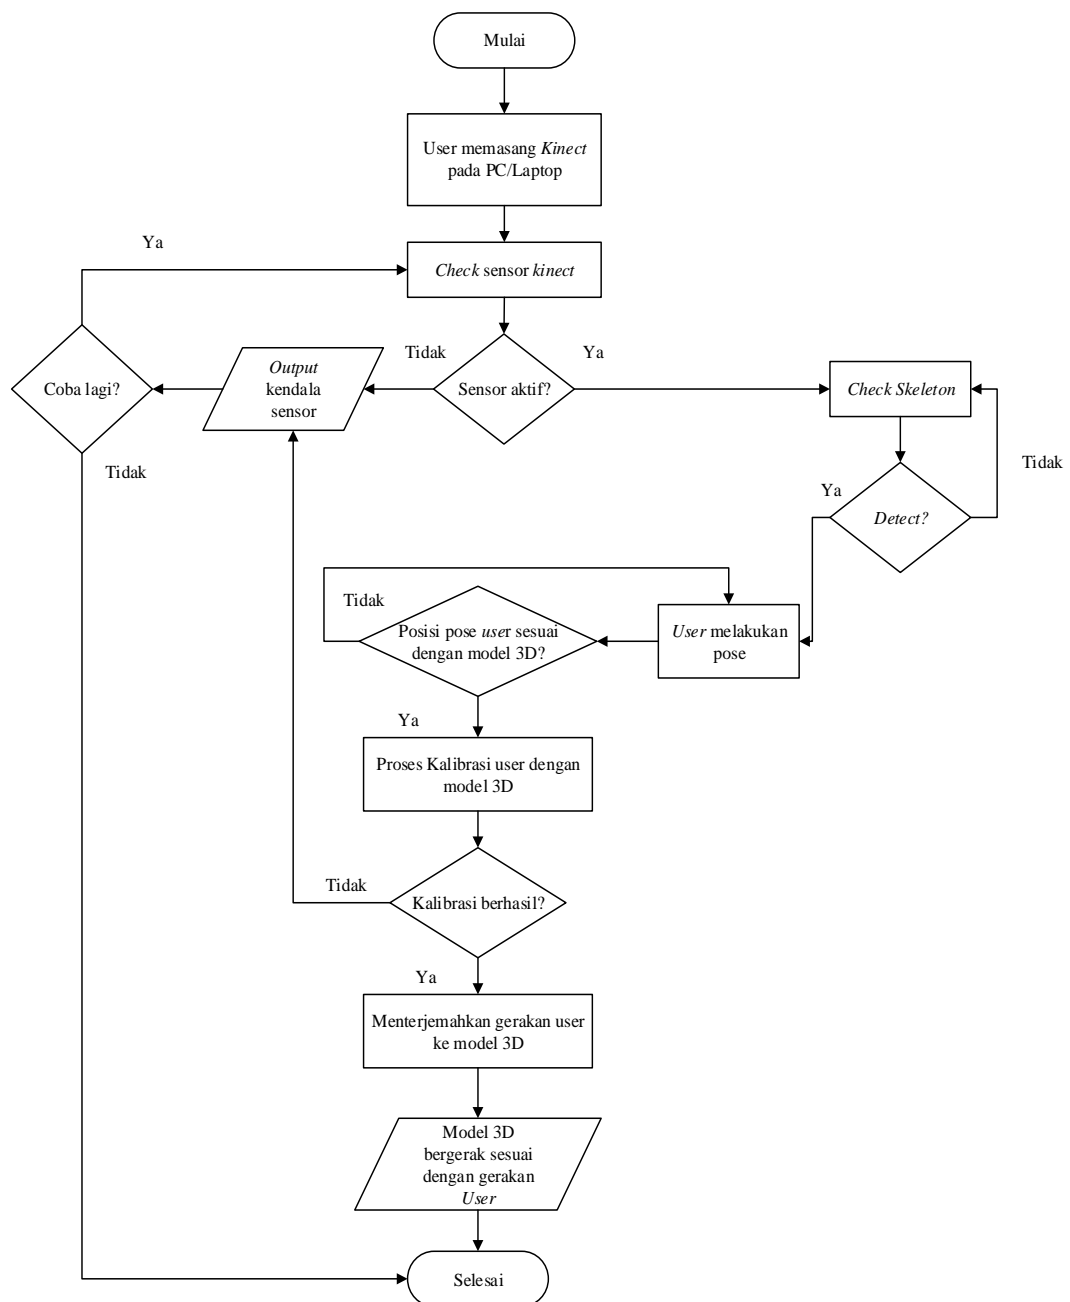 Mulai
User memasang Kinect
pada PC/Laptop
Ya
Check sensor kinect
Coba lagi?
Output
kendala
sensor
Tidak
Sensor aktif?
Ya
Check Skeleton
Tidak
Tidak
Ya
Detect?
Tidak
Posisi pose user sesuai
dengan model 3D?
User melakukan
pose
Ya
Proses Kalibrasi user dengan
model 3D
Tidak
Kalibrasi berhasil?
Ya
Menterjemahkan gerakan user
ke model 3D
Model 3D
bergerak sesuai
dengan gerakan
User
Selesai